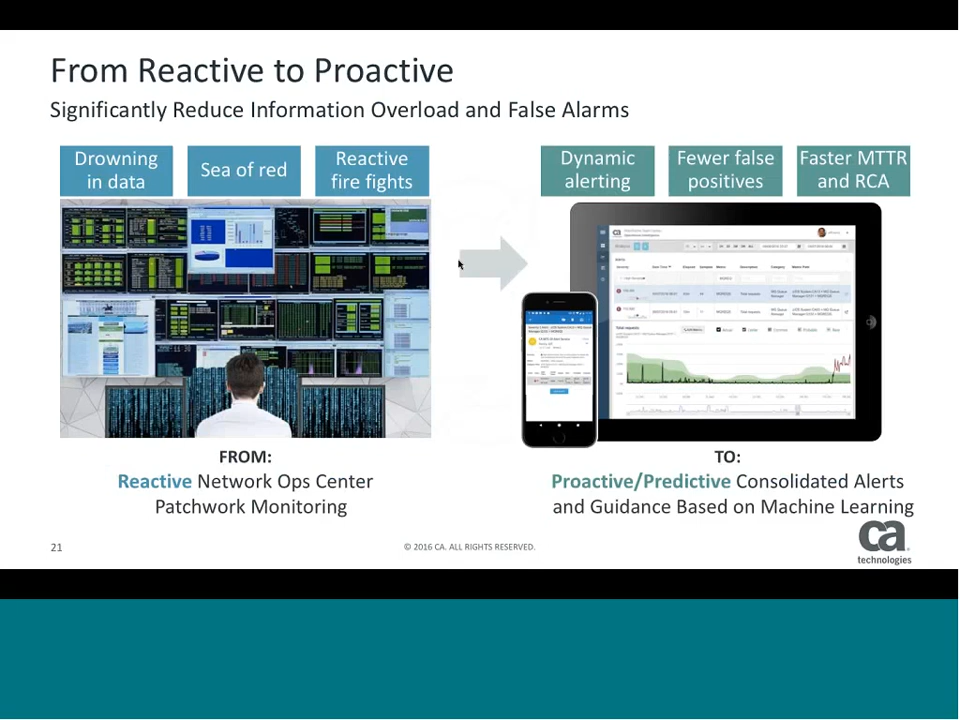 From Reactive to Proactive
Significantly Reduce Information Overload and False Alarms
Drowning
in data
Sea of red
Reactive
fire fights
Dynamic
alerting
Fewer false
positives
Faster MTTR
and RCA
Total requests
FROM:
Reactive Network Ops Center
Patchwork Monitoring
TO:
Proactive/Predictive Consolidated Alerts
and Guidance Based on Machine Learning
21
© 2016 CA. ALL RIGHTS RESERVED.
ca
technologies